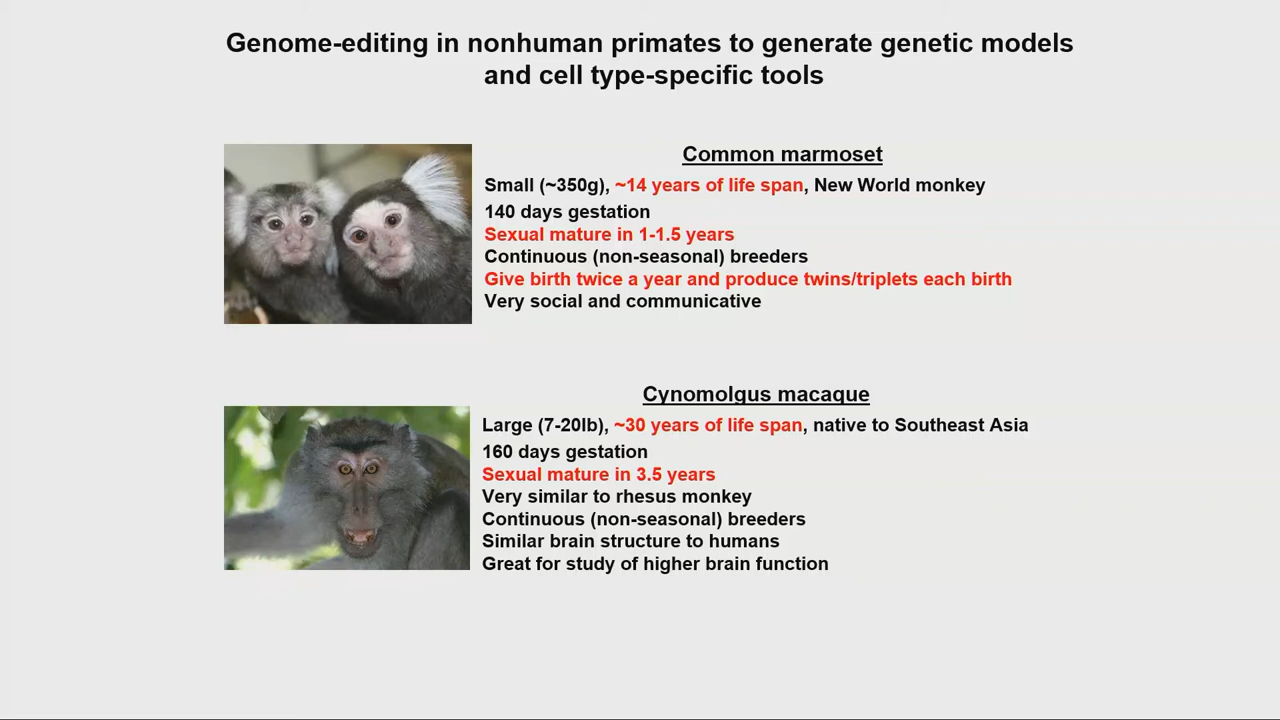 Genome-editing in nonhuman primates to generate genetic models
and cell type-specific tools
Common marmoset
Small (~350g), ~14 years of life span, New World monkey
140 days gestation
Sexual mature in 1-1.5 years
Continuous (non-seasonal) breeders
Give birth twice a year and produce twins/triplets each birth
Very social and communicative
Cynomolgus macaque
Large (7-20lb), ~30 years of life span, native to Southeast Asia
160 days gestation
Sexual mature in 3.5 years
Very similar to rhesus monkey
Continuous (non-seasonal) breeders
Similar brain structure to humans
Great for study of higher brain function